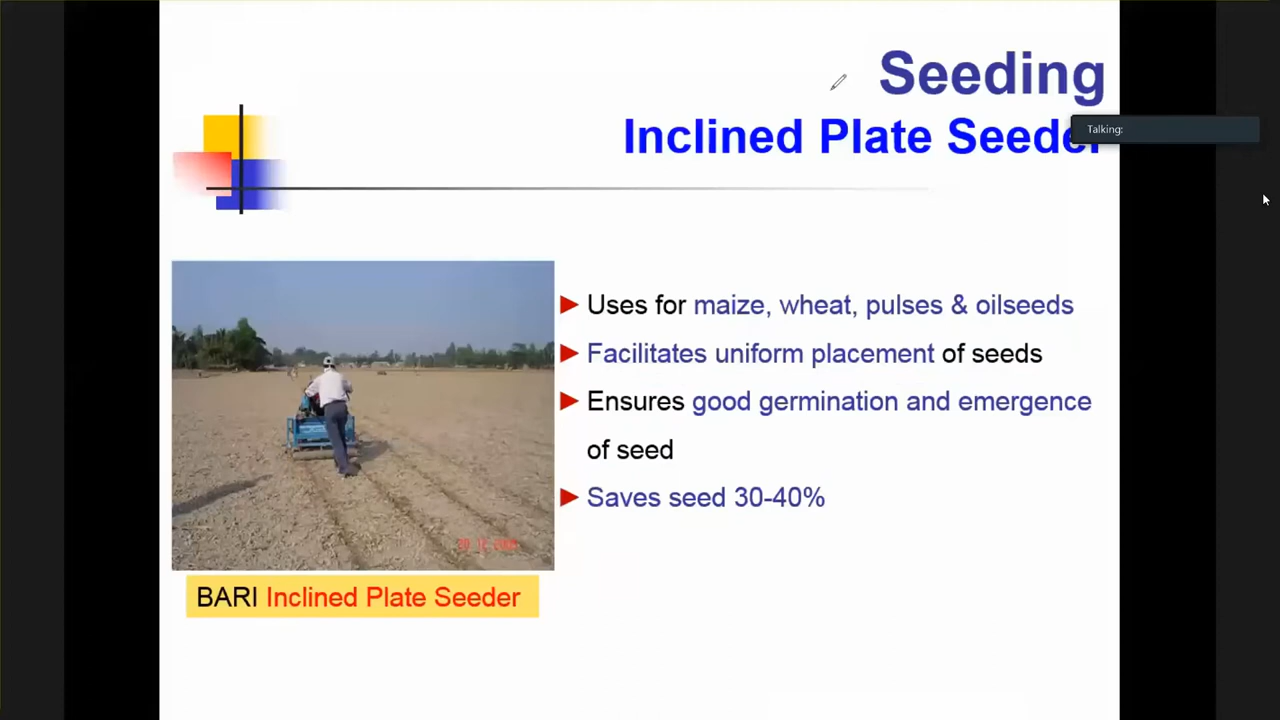 Seeding
Inclined Plate Seeder
Talking:
Uses for maize, wheat, pulses & oilseeds
Facilitates uniform placement of seeds
Ensures good germination and emergence
of seed
Saves seed 30-40%
BARI Inclined Plate Seeder